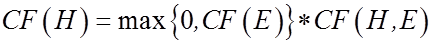 CF(H) = max{0,CF(E)}*CF(H,E)